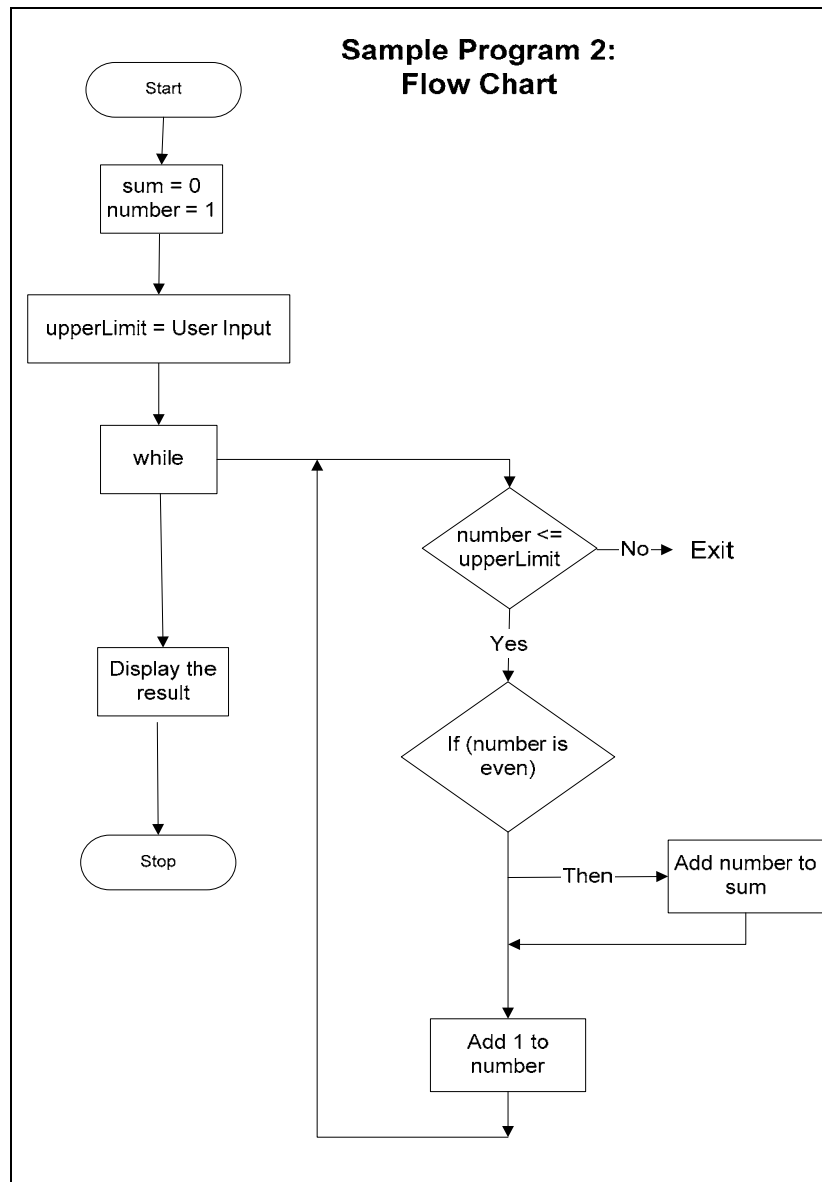 Sample Program 2:
Flow Chart
Start
sum = 0
number = 1
upperLimit = User Input
while
number <=
upperLimit
No
Exit
Yes
Display the
result
If (number is
even)
Stop
Then
Add number to
sum
Add 1 to
number